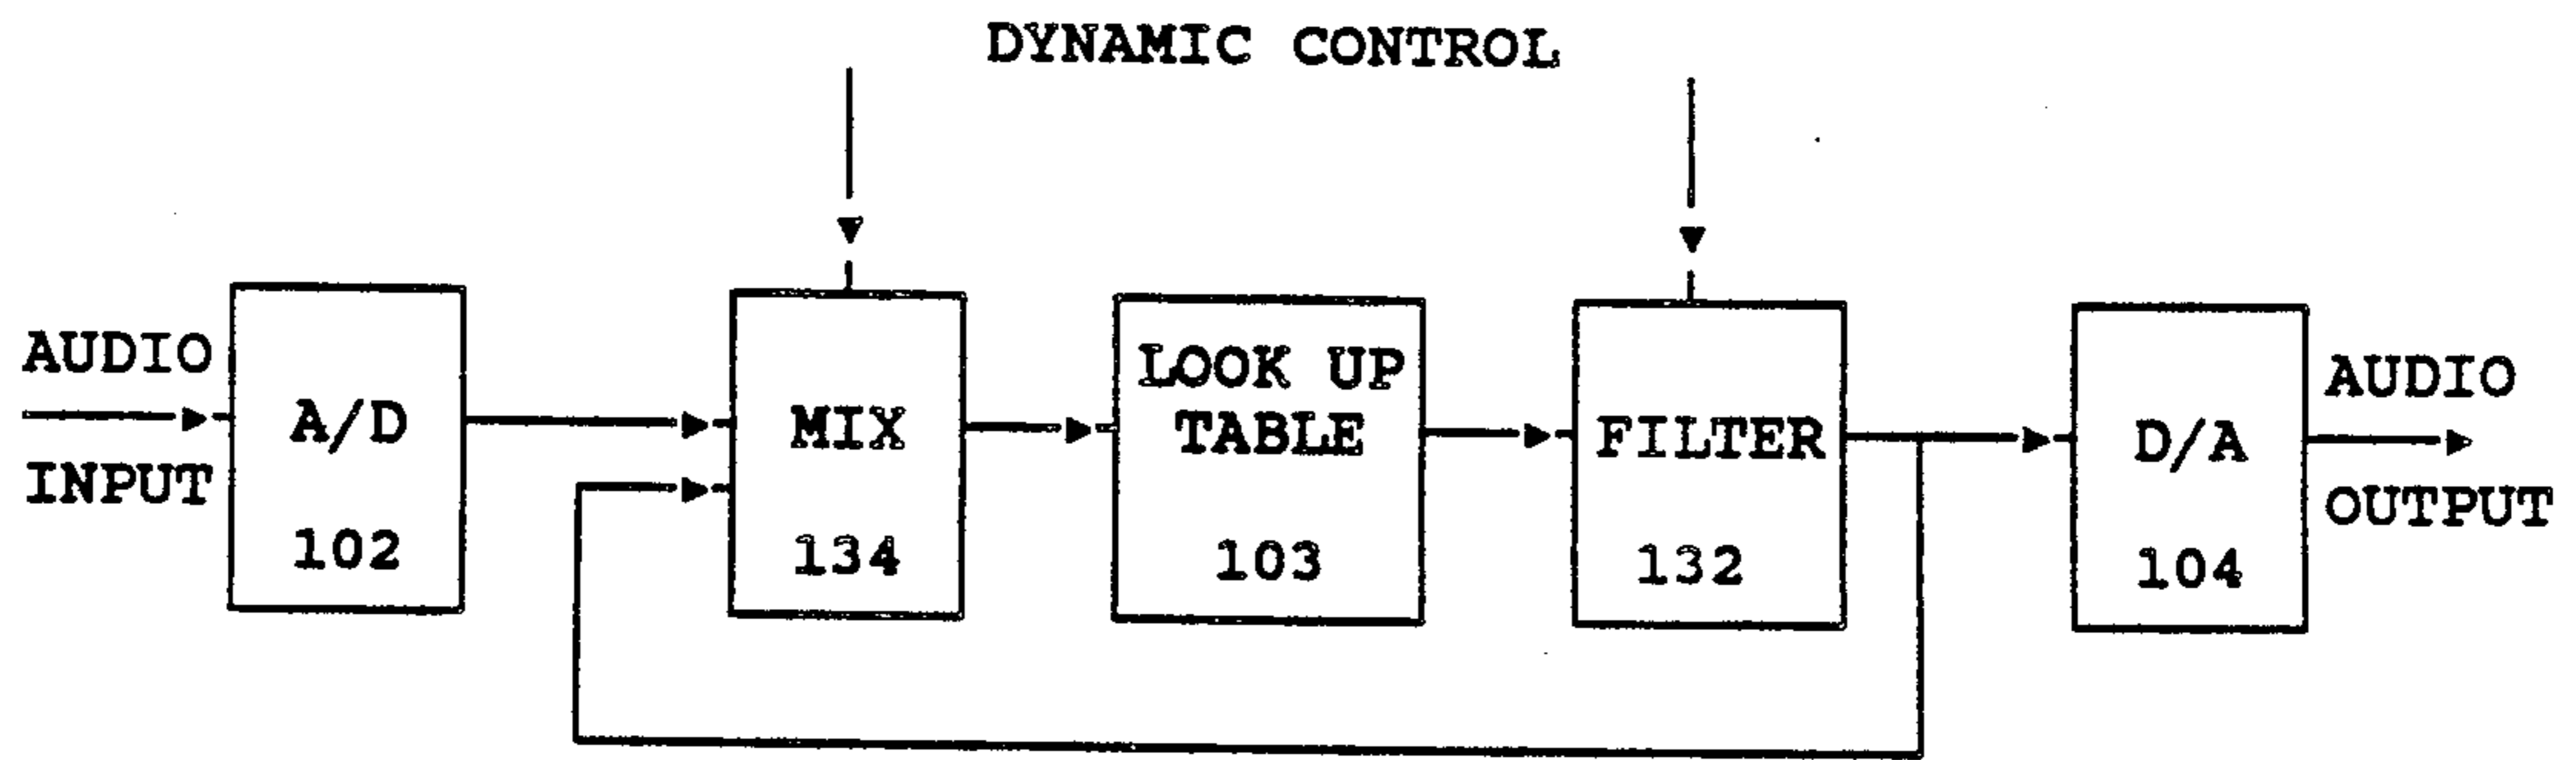 DYNAMIC CONTROL
AUDIO
INPUT
A/D
102
MIX
134
LOOK UP
TABLE
103
FILTER
132
D/A
104
AUDIO
OUTPUT